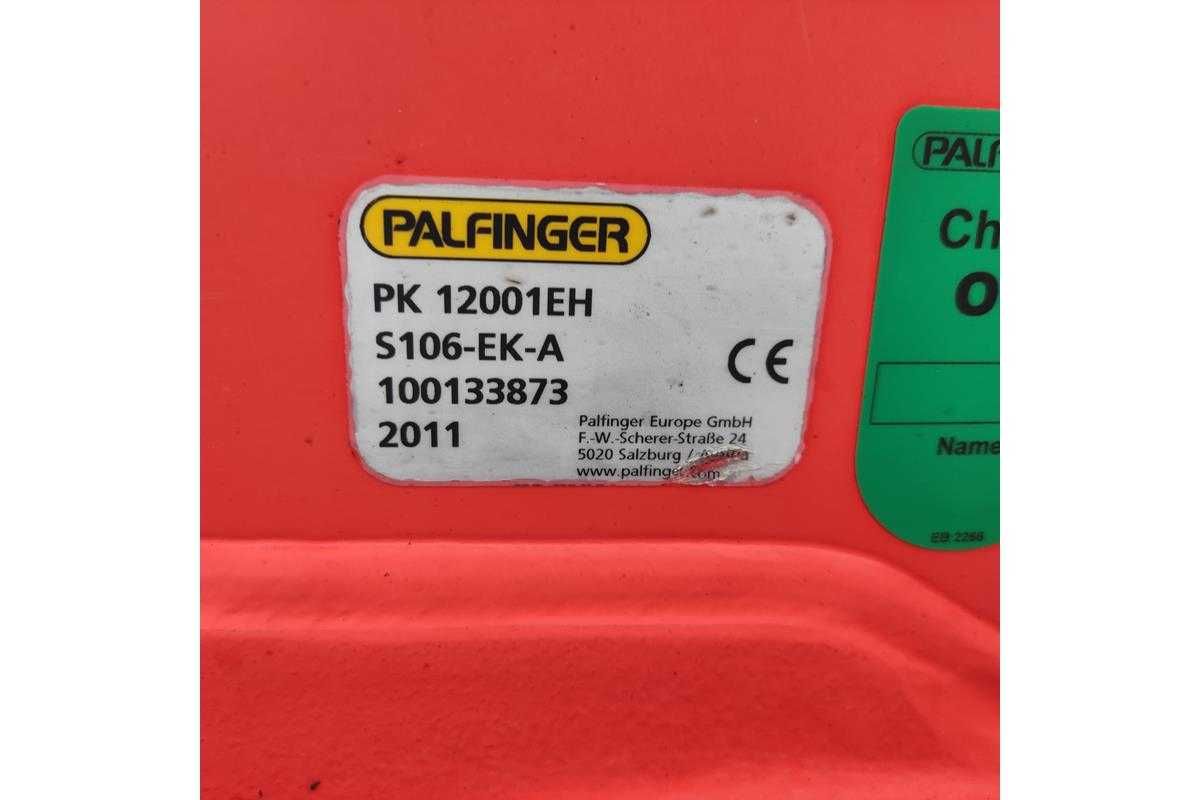 PALFINGER
PK 12001EH
S106-EK-A
100133873
2011
CE
Palfinger Europe GmbH
F.-W.-Scherer-Straße 24
5020 Salzburg / Austria
www.palfinger.com
PALF
Ch
O
Name
EB 2266